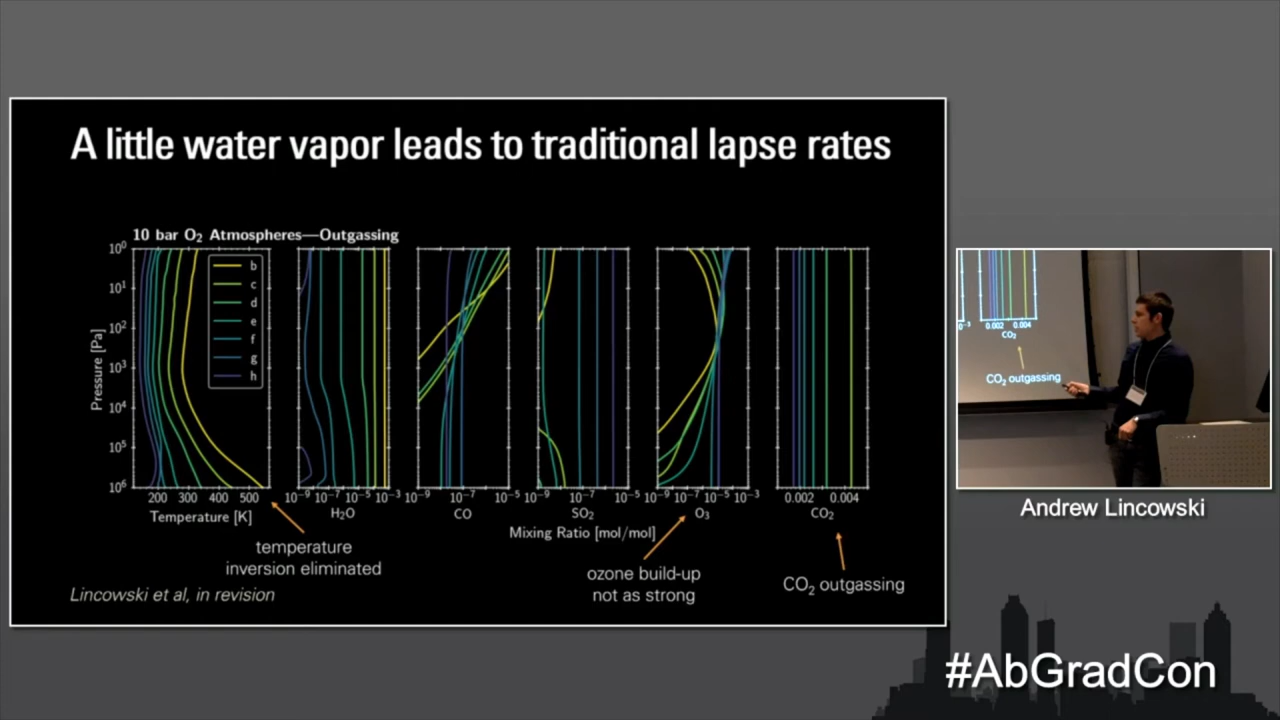 A little water vapor leads to traditional lapse rates
10 bar O₂ Atmospheres—Outgassing
10⁰
10¹
10²
10³
10⁴
10⁵
10⁶
Pressure [Pa]
b
c
d
e
f
g
h
200 300 400 500
Temperature [K]
10⁻⁹ 10⁻⁷ 10⁻⁵ 10⁻³
H₂O
10⁻⁹ 10⁻⁷ 10⁻⁵
CO
10⁻⁹ 10⁻⁷ 10⁻⁵
SO₂
10⁻⁹ 10⁻⁷ 10⁻⁵ 10⁻³
O₃
0.002 0.004
CO₂
Mixing Ratio [mol/mol]
temperature
inversion eliminated
ozone build-up
not as strong
CO₂ outgassing
Lincowski et al, in revision
10⁻³ 0.002 0.004
CO₂
CO₂ outgassing
Andrew Lincowski
#AbGradCon